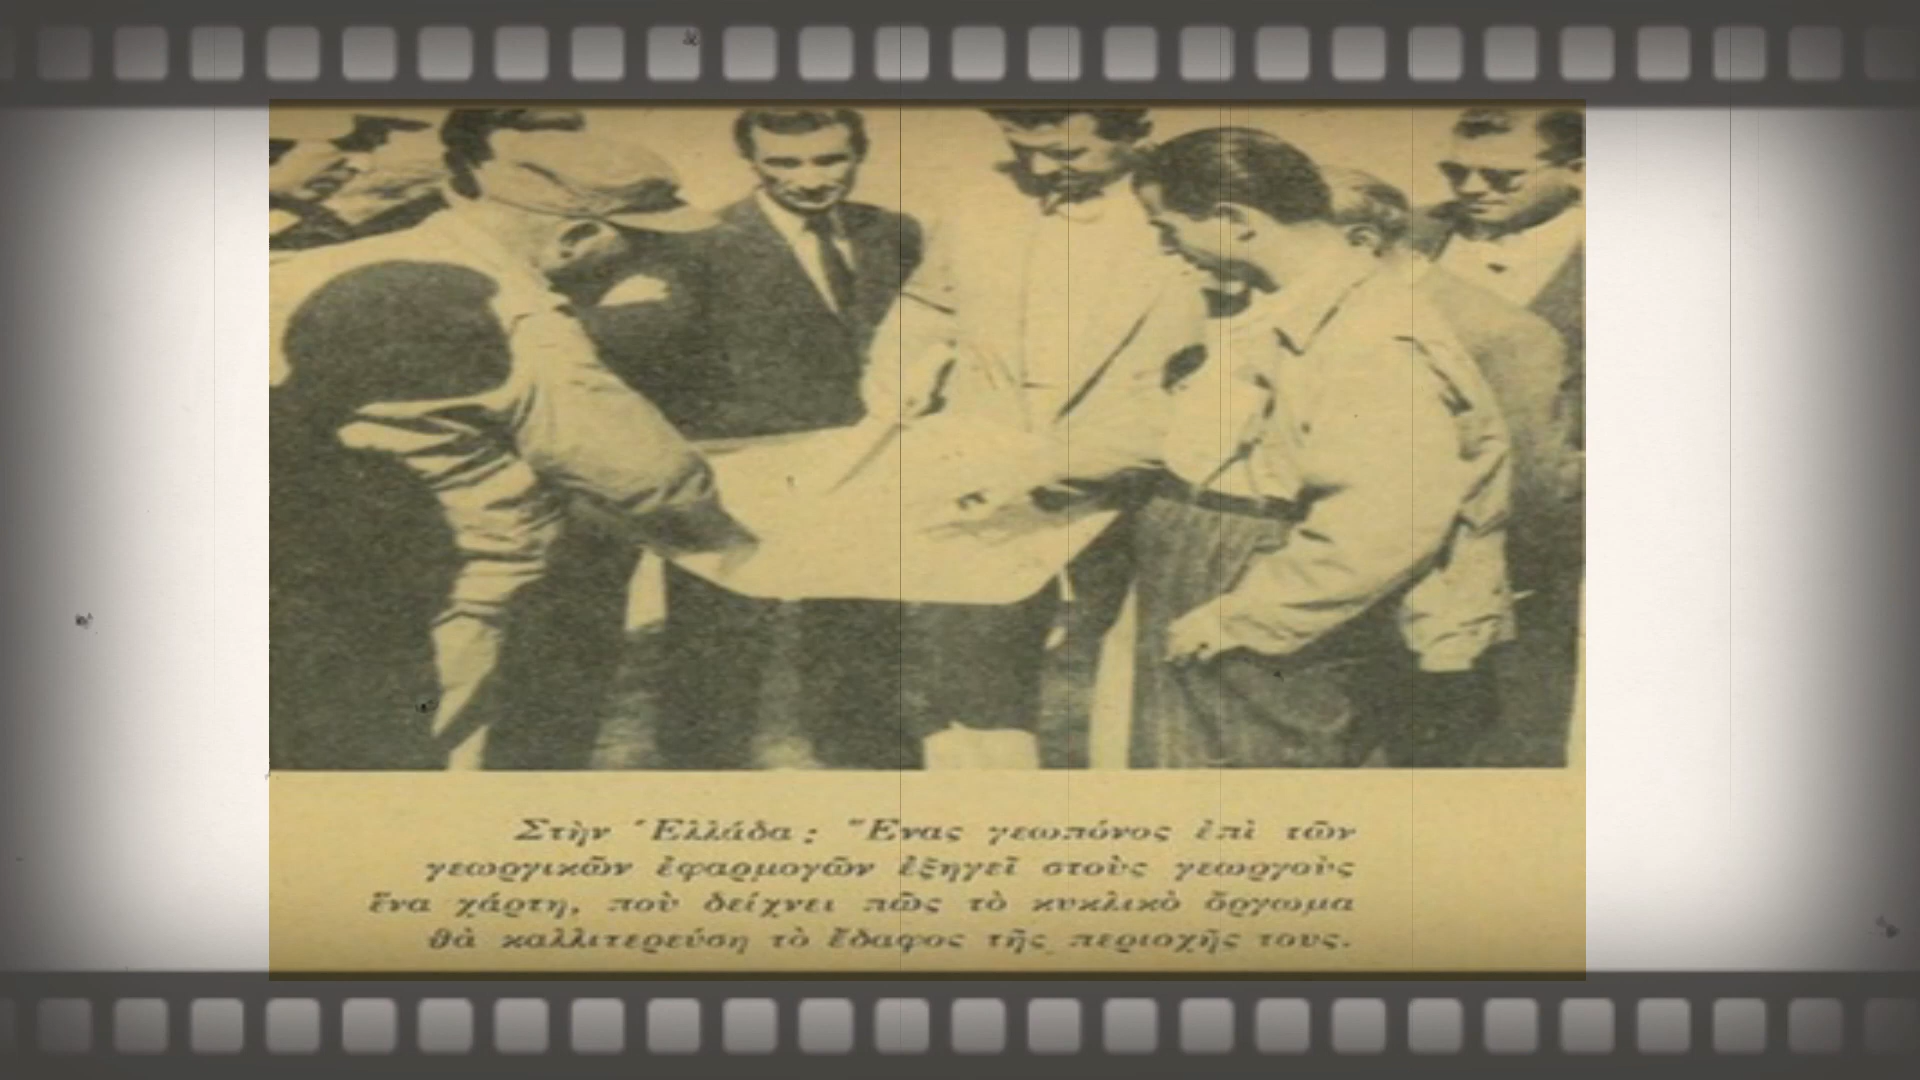 Στὴν Ἑλλάδα: Ἕνας γεωπόνος ἐπὶ τῶν
γεωργικῶν ἐφαρμογῶν ἐξηγεῖ στοὺς γεωργοὺς
ἕνα χάρτη, ποὺ δείχνει πῶς τὸ κυκλικὸ ὄργωμα
θὰ καλλιτερεύση τὸ ἔδαφος τῆς περιοχῆς τους.